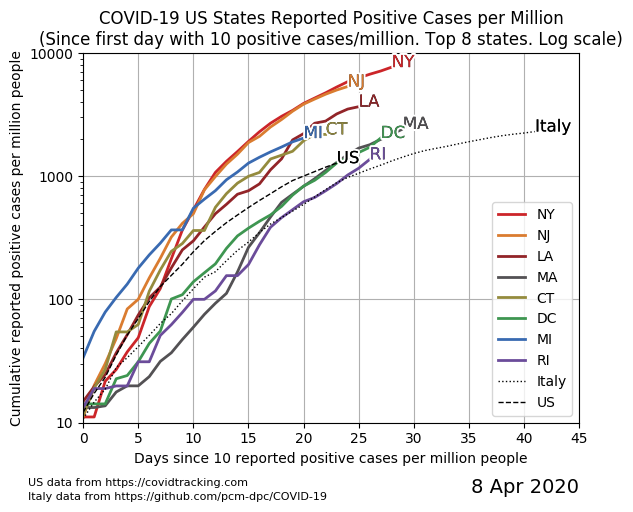 COVID-19 US States Reported Positive Cases per Million
(Since first day with 10 positive cases/million. Top 8 states. Log scale)
Cumulative reported positive cases per million people
10000
1000
100
10
NY
NJ
LA
MA
CT
MI
DC
US
RI
Italy
NY
NJ
LA
MA
CT
DC
MI
RI
Italy
US
0 5 10 15 20 25 30 35 40 45
Days since 10 reported positive cases per million people
US data from https://covidtracking.com
Italy data from https://github.com/pcm-dpc/COVID-19
8 Apr 2020